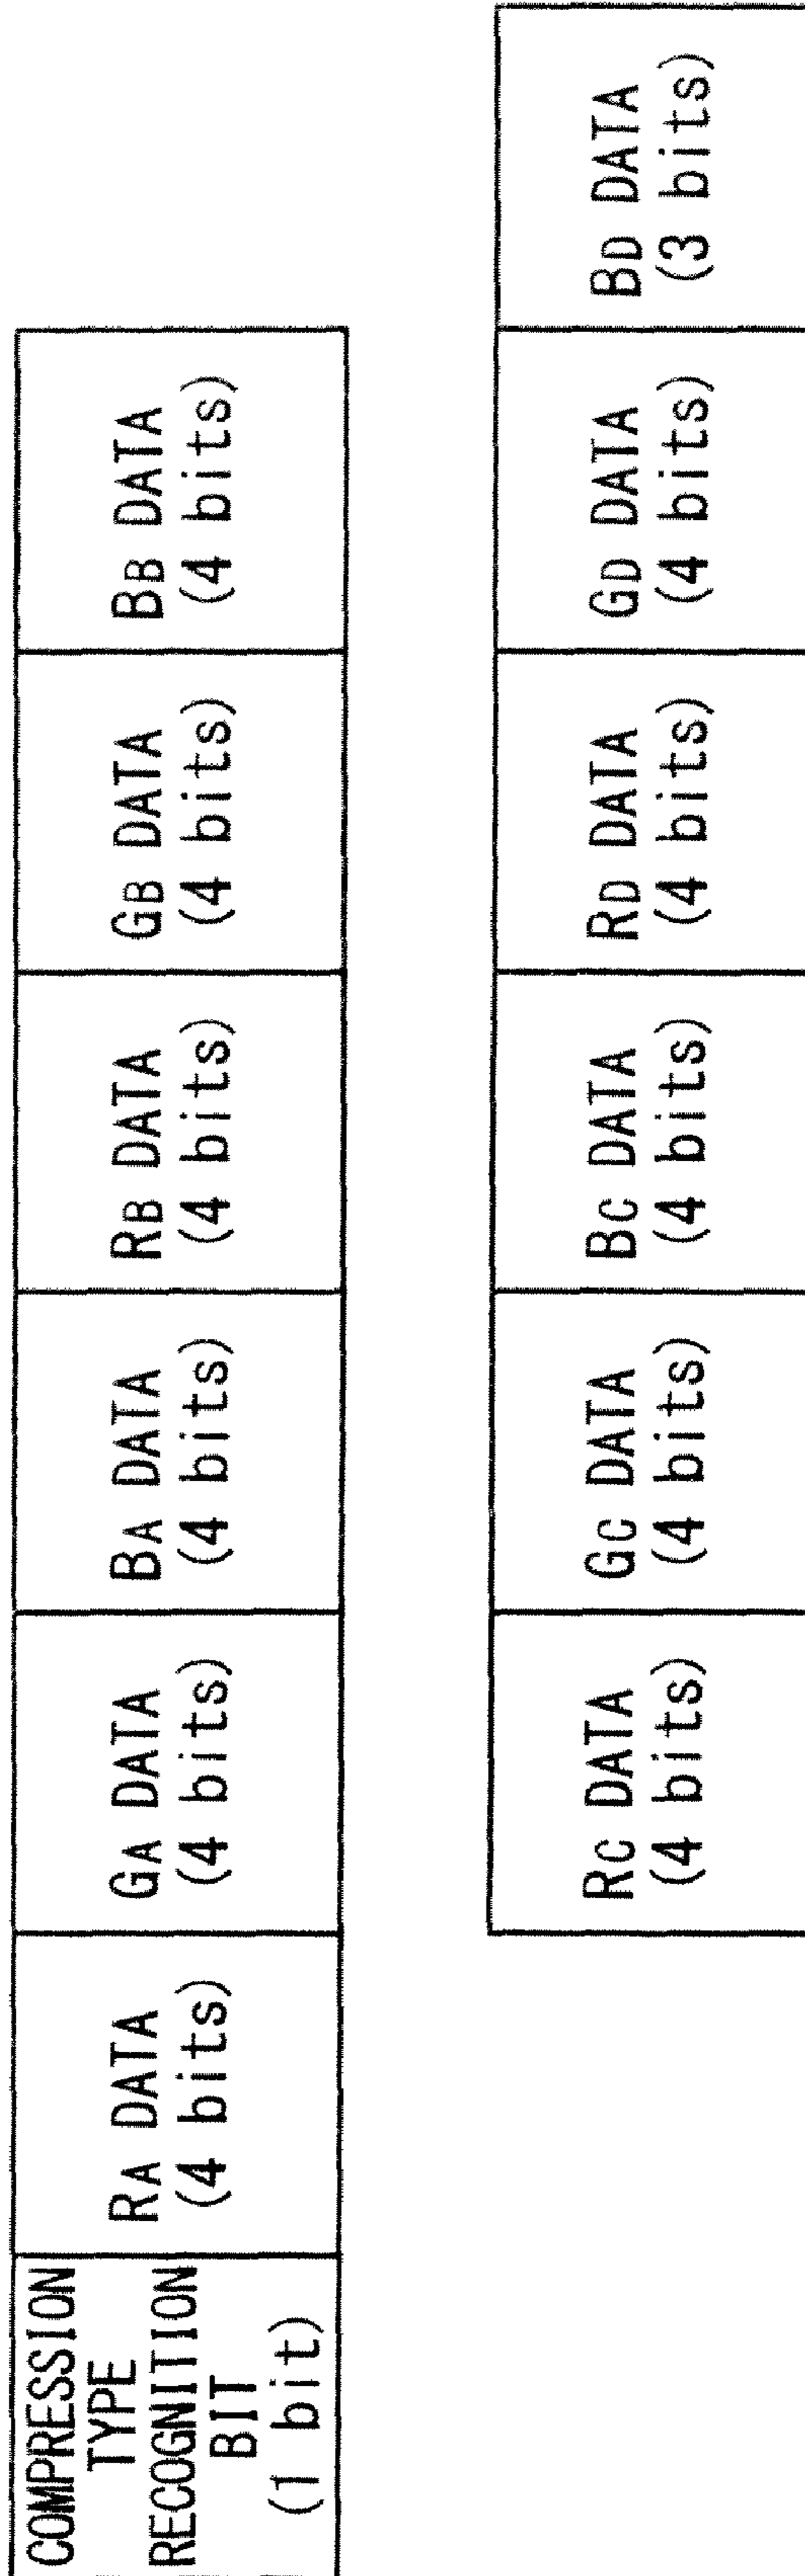 COMPRESSION
TYPE
RECOGNITION
BIT
(1 bit)
RA DATA
(4 bits)
GA DATA
(4 bits)
BA DATA
(4 bits)
RB DATA
(4 bits)
GB DATA
(4 bits)
BB DATA
(4 bits)
RC DATA
(4 bits)
GC DATA
(4 bits)
BC DATA
(4 bits)
RD DATA
(4 bits)
GD DATA
(4 bits)
BD DATA
(3 bits)